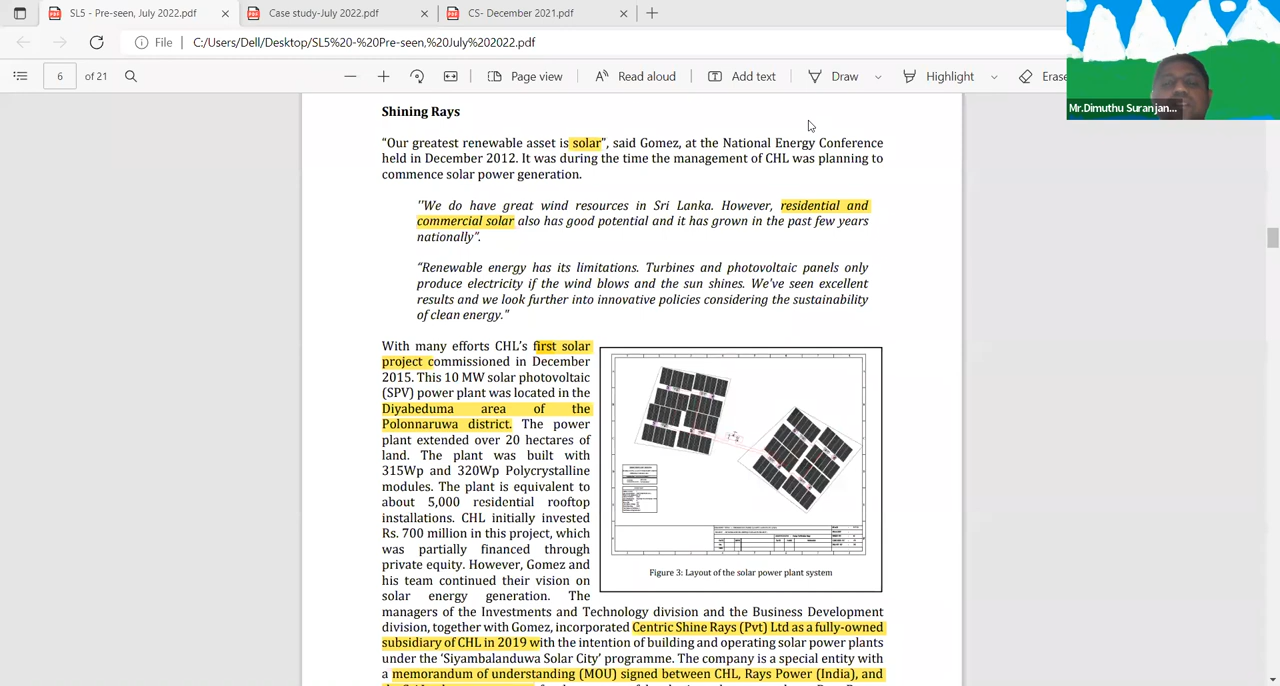 SL5 - Pre-seen, July 2022.pdf
Case study-July 2022.pdf
CS- December 2021.pdf
File
C:/Users/Dell/Desktop/SL5%20-%20Pre-seen,%20July%202022.pdf
6 of 21
Page view
Read aloud
Add text
Draw
Highlight
Erase
Mr.Dimuthu Suranjan...
Shining Rays
“Our greatest renewable asset is solar”, said Gomez, at the National Energy Conference
held in December 2012. It was during the time the management of CHL was planning to
commence solar power generation.
''We do have great wind resources in Sri Lanka. However, residential and
commercial solar also has good potential and it has grown in the past few years
nationally”.
“Renewable energy has its limitations. Turbines and photovoltaic panels only
produce electricity if the wind blows and the sun shines. We've seen excellent
results and we look further into innovative policies considering the sustainability
of clean energy."
With many efforts CHL’s first solar
project commissioned in December
2015. This 10 MW solar photovoltaic
(SPV) power plant was located in the
Diyabeduma area of the
Polonnaruwa district. The power
plant extended over 20 hectares of
land. The plant was built with
315Wp and 320Wp Polycrystalline
modules. The plant is equivalent to
about 5,000 residential rooftop
installations. CHL initially invested
Rs. 700 million in this project, which
was partially financed through
private equity. However, Gomez and
his team continued their vision on
solar energy generation. The
Figure 3: Layout of the solar power plant system
managers of the Investments and Technology division and the Business Development
division, together with Gomez, incorporated Centric Shine Rays (Pvt) Ltd as a fully-owned
subsidiary of CHL in 2019 with the intention of building and operating solar power plants
under the ‘Siyambalanduwa Solar City’ programme. The company is a special entity with
a memorandum of understanding (MOU) signed between CHL, Rays Power (India), and